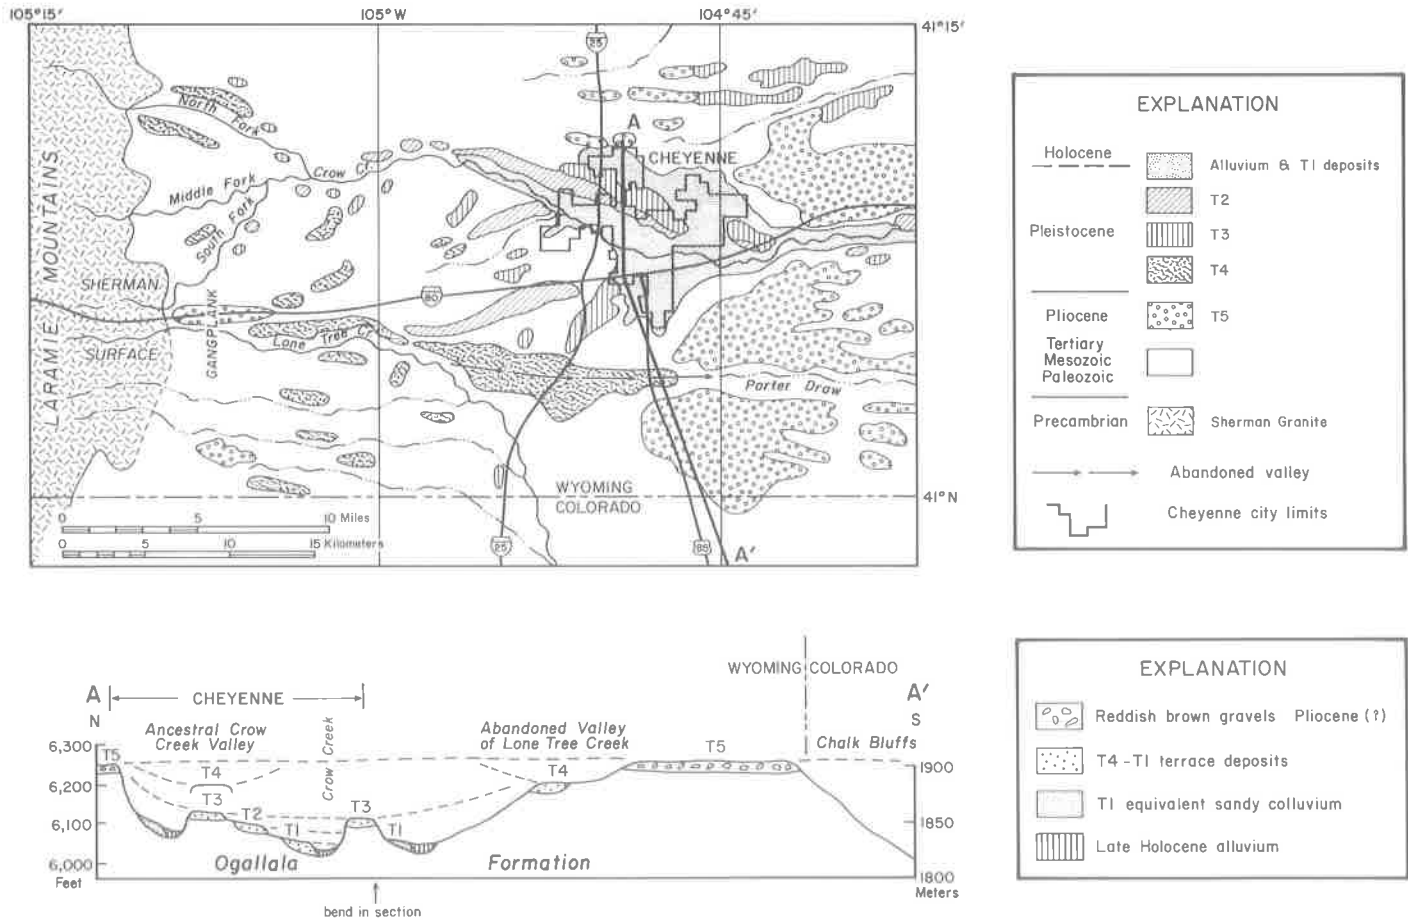 105°15'
105°W
104°45'
41°15'
25
A
North Fork
CHEYENNE
Crow
Middle Fork
South Fork
LARAMIE MOUNTAINS
SHERMAN
SURFACE
GANGPLANK
80
Lone Tree Cr.
Porter Draw
WYOMING
COLORADO
41°N
0 5 10 Miles
0 5 10 15 Kilometers
25
85
A'
EXPLANATION
Holocene
Alluvium & T1 deposits
T2
Pleistocene
T3
T4
Pliocene
T5
Tertiary
Mesozoic
Paleozoic
Precambrian
Sherman Granite
Abandoned valley
Cheyenne city limits
WYOMING COLORADO
A
CHEYENNE
A'
N
S
Ancestral Crow
Creek Valley
Crow Creek
Abandoned Valley
of Lone Tree Creek
T5
Chalk Bluffs
6,300
T5
T4
T4
1900
6,200
T3
T2
T3
6,100
T1
T1
1850
6,000
Ogallala Formation
Feet
1800
Meters
bend in section
EXPLANATION
Reddish brown gravels Pliocene (?)
T4-T1 terrace deposits
T1 equivalent sandy colluvium
Late Holocene alluvium